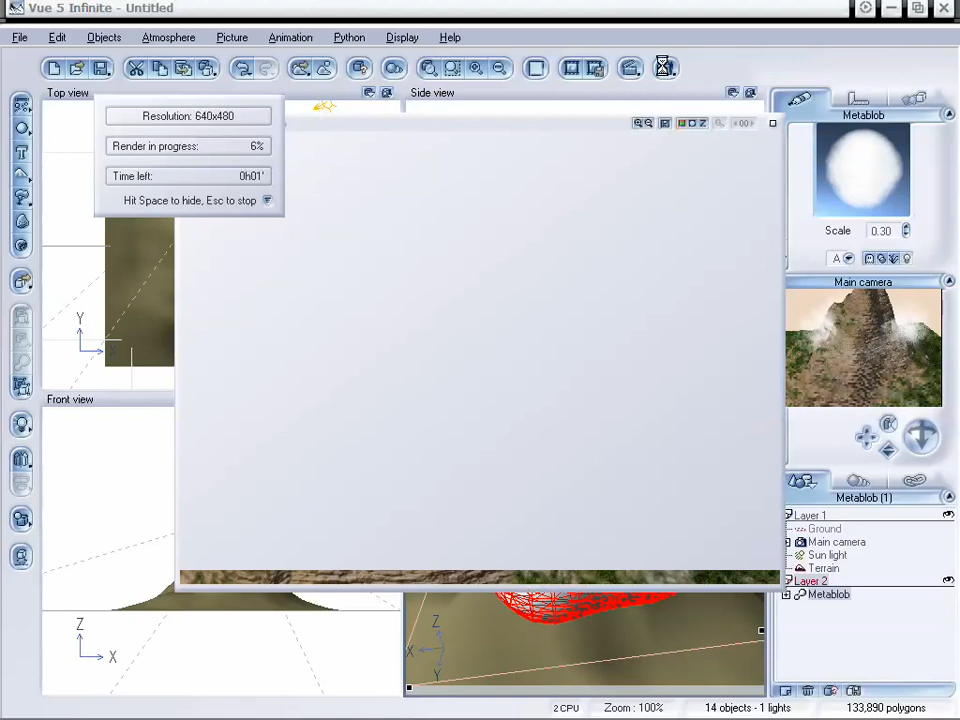 Vue 5 Infinite - Untitled
File Edit Objects Atmosphere Picture Animation Python Display Help
Top view
Side view
Resolution: 640x480
Render in progress: 6%
Time left: 0h01'
Hit Space to hide, Esc to stop
Metablob
Scale 0.30
A
Main camera
Y
X
Front view
Z
X
Z
X
Y
Metablob (1)
Layer 1
Ground
Main camera
Sun light
Terrain
Layer 2
Metablob
2 CPU Zoom : 100% 14 objects - 1 lights 133,890 polygons